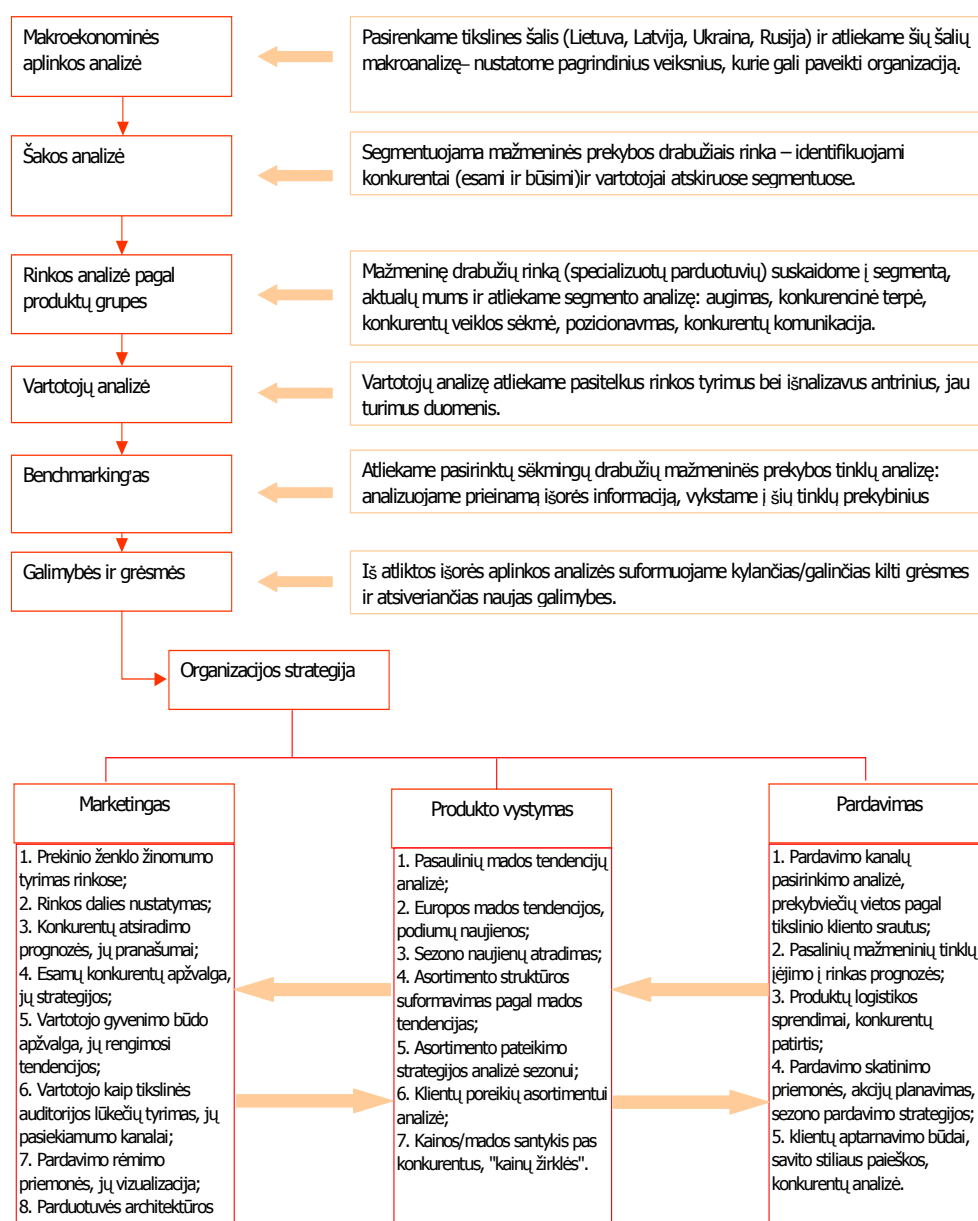 Makroekonominės
aplinkos analizė
Pasirenkame tikslines šalis (Lietuva, Latvija, Ukraina, Rusija) ir atliekame šių šalių
makroanalizę– nustatome pagrindinius veiksnius, kurie gali paveikti organizaciją.
Šakos analizė
Segmentuojama mažmeninės prekybos drabužiais rinka – identifikuojami
konkurentai (esami ir būsimi)ir vartotojai atskiruose segmentuose.
Rinkos analizė pagal
produktų grupes
Mažmeninę drabužių rinką (specializuotų parduotuvių) suskaidome į segmentą,
aktualų mums ir atliekame segmento analizę: augimas, konkurencinė terpė,
konkurentų veiklos sėkmė, pozicionavmas, konkurentų komunikacija.
Vartotojų analizė
Vartotojų analizę atliekame pasitelkus rinkos tyrimus bei išnalizavus antrinius, jau
turimus duomenis.
Benchmarking'as
Atliekame pasirinktų sėkmingų drabužių mažmeninės prekybos tinklų analizę:
analizuojame prieinamą išorės informaciją, vykstame į šių tinklų prekybinius
Galimybės ir grėsmės
Iš atliktos išorės aplinkos analizės suformuojame kylančias/galinčias kilti grėsmes
ir atsiveriančias naujas galimybes.
Organizacijos strategija
Marketingas
1. Prekinio ženklo žinomumo
tyrimas rinkose;
2. Rinkos dalies nustatymas;
3. Konkurentų atsiradimo
prognozės, jų pranašumai;
4. Esamų konkurentų apžvalga,
jų strategijos;
5. Vartotojo gyvenimo būdo
apžvalga, jų rengimosi
tendencijos;
6. Vartotojo kaip tikslinės
auditorijos lūkečių tyrimas, jų
pasiekiamumo kanalai;
7. Pardavimo rėmimo
priemonės, jų vizualizacija;
8. Parduotuvės architektūros
Produkto vystymas
1. Pasaulinių mados tendencijų
analizė;
2. Europos mados tendencijos,
podiumų naujienos;
3. Sezono naujienų atradimas;
4. Asortimento struktūros
suformavimas pagal mados
tendencijas;
5. Asortimento pateikimo
strategijos analizė sezonui;
6. Klientų poreikių asortimentui
analizė;
7. Kainos/mados santykis pas
konkurentus, "kainų žirklės".
Pardavimas
1. Pardavimo kanalų
pasirinkimo analizė,
prekybviečių vietos pagal
tikslinio kliento srautus;
2. Pasalinių mažmeninių tinklų
įėjimo į rinkas prognozės;
3. Produktų logistikos
sprendimai, konkurentų
patirtis;
4. Pardavimo skatinimo
priemonės, akcijų planavimas,
sezono pardavimo strategijos;
5. klientų aptarnavimo būdai,
savito stiliaus paieškos,
konkurentų analizė.